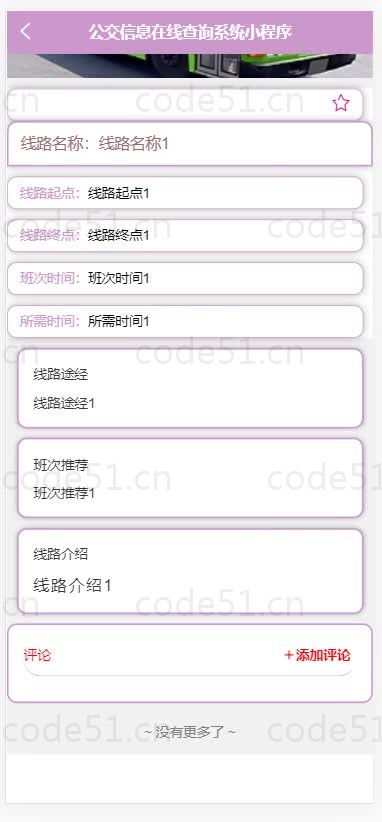 公交信息在线查询系统小程序
线路名称：线路名称1
线路起点：线路起点1
线路终点：线路终点1
班次时间：班次时间1
所需时间：所需时间1
线路途经
线路途经1
班次推荐
班次推荐1
线路介绍
线路介绍1
评论 +添加评论
~ 没有更多了 ~
code51.cn